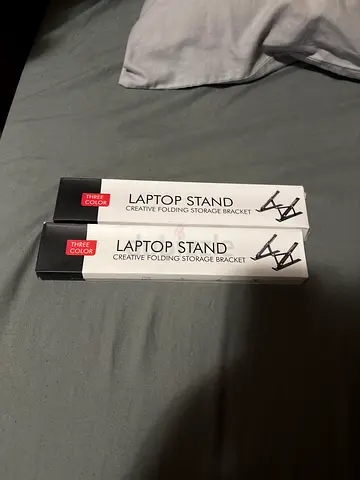 THREE
COLOR
LAPTOP STAND
CREATIVE FOLDING STORAGE BRACKET
THREE
COLOR
LAPTOP STAND
CREATIVE FOLDING STORAGE BRACKET